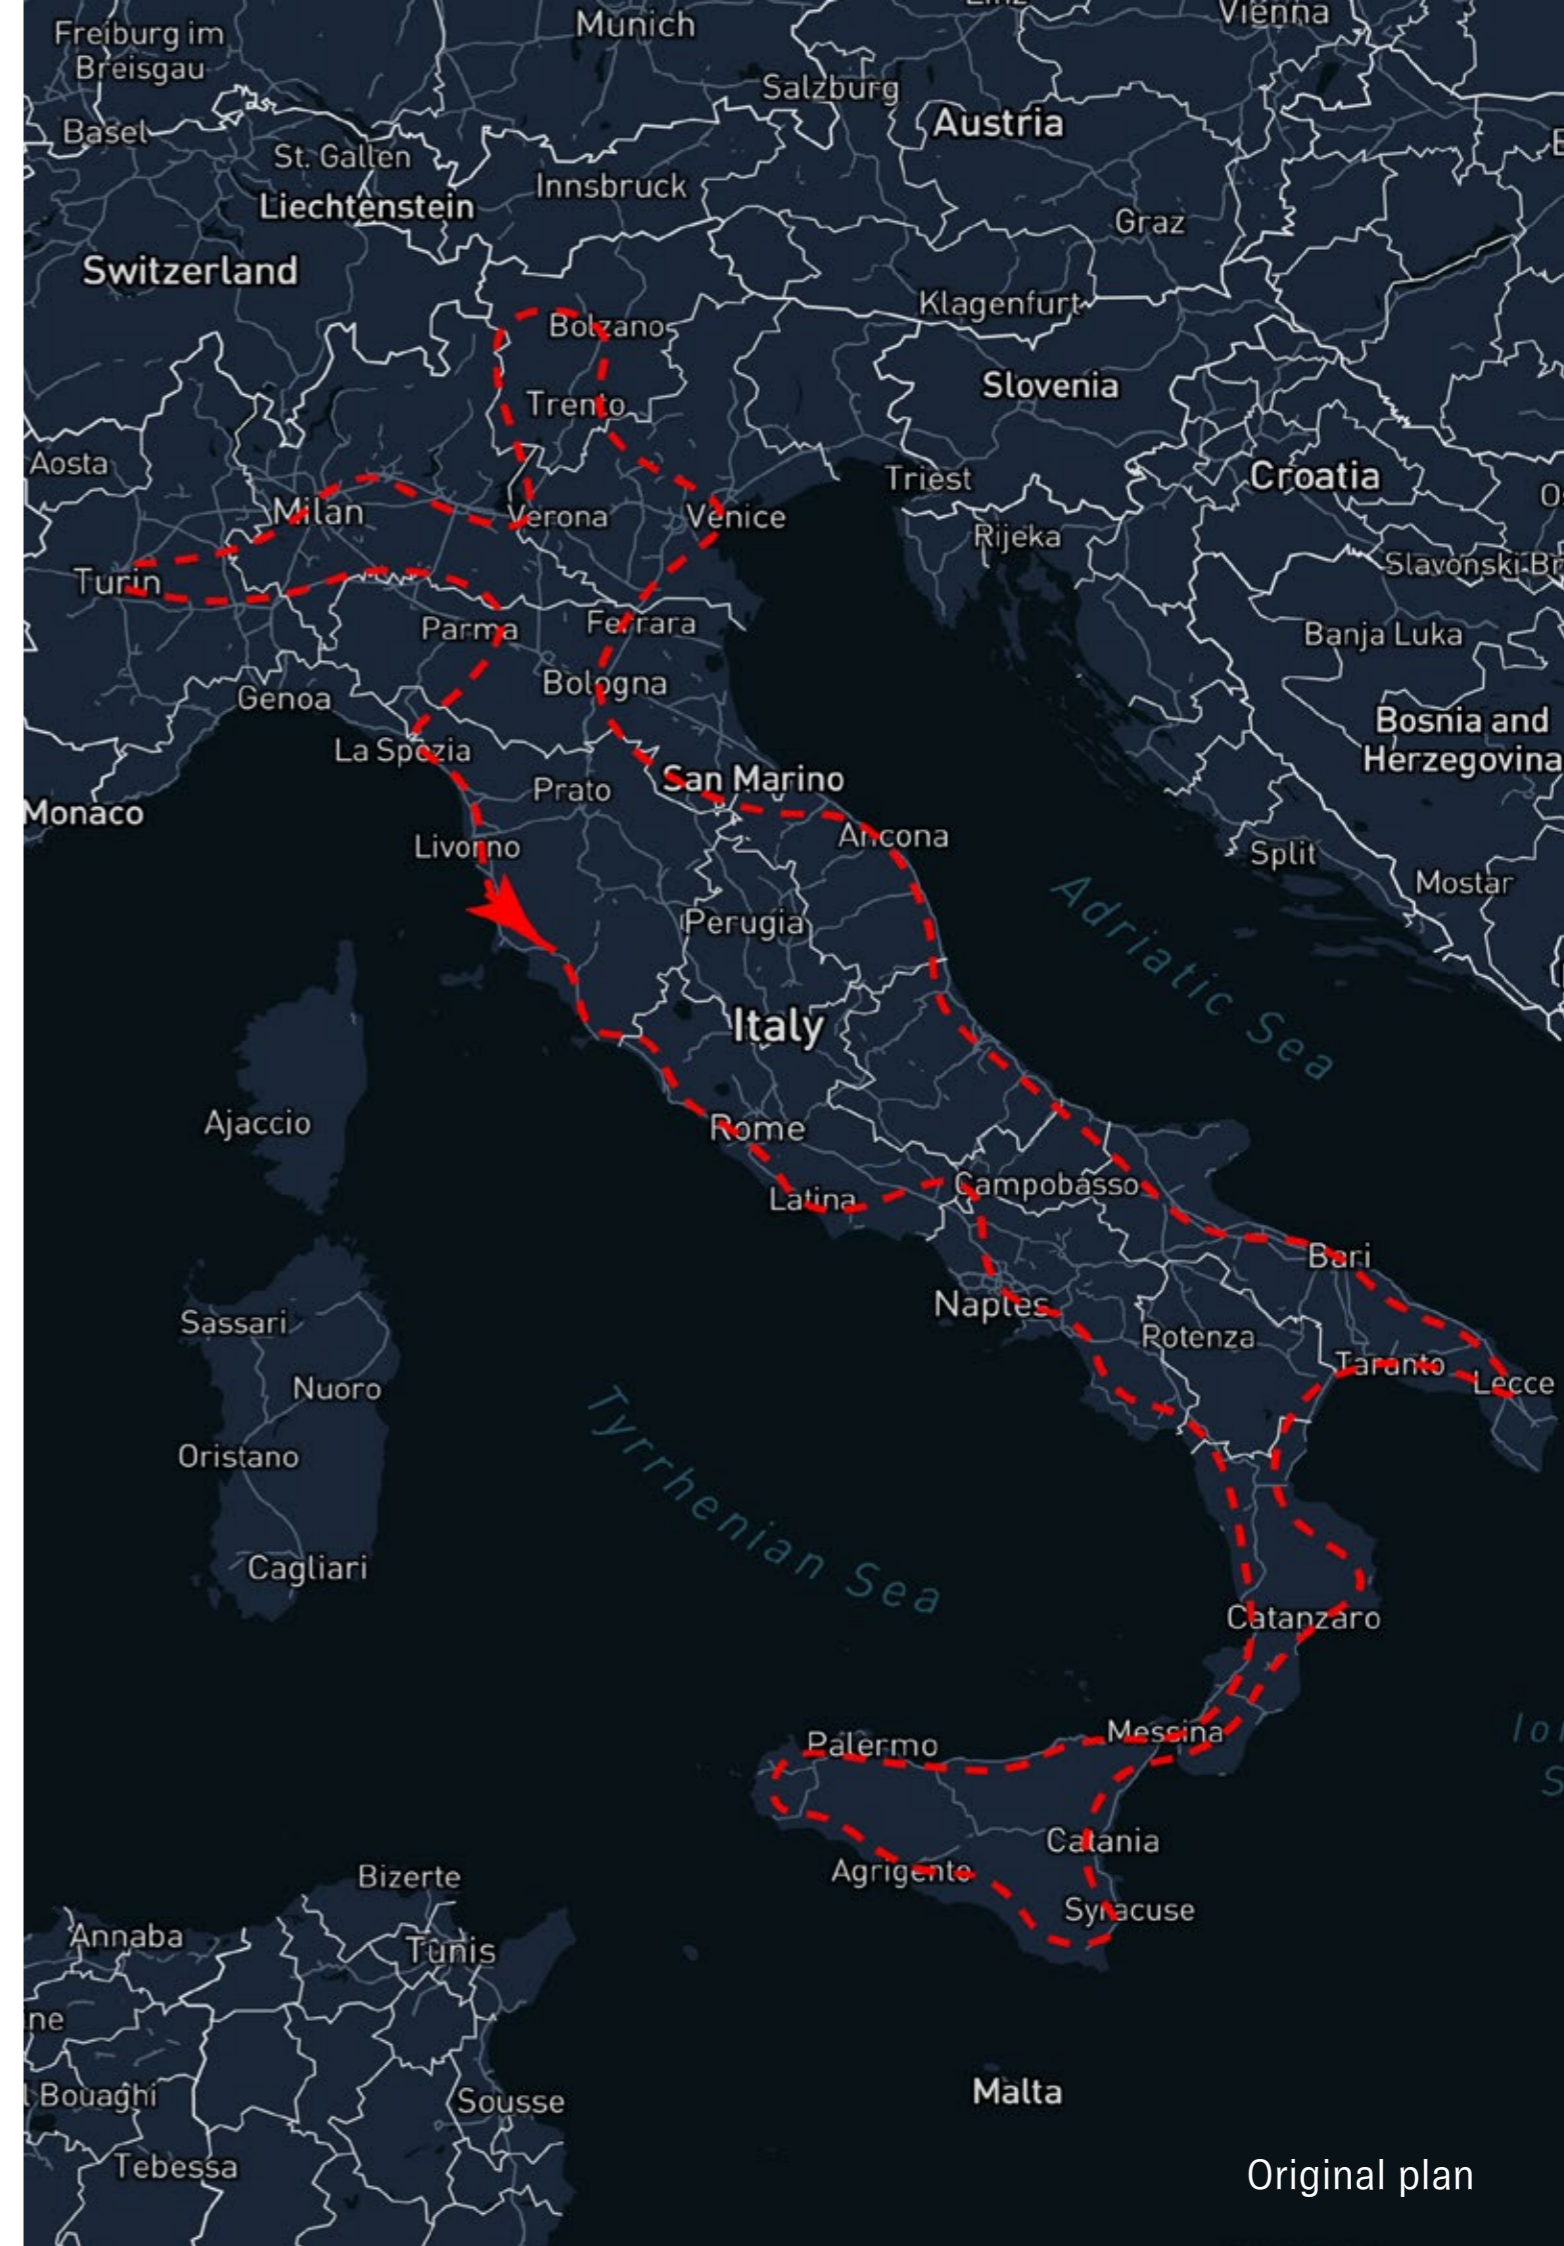 Vienna
Munich
Freiburg im
Breisgau
Salzburg
Austria
Basel
St. Gallen
Innsbruck
Liechtenstein
Graz
Switzerland
Klagenfurt
Bolzano
Slovenia
Trento
Aosta
Triest
Croatia
Milan
Verona
Venice
Rijeka
Slavonski Br
Turin
Parma
Ferrara
Banja Luka
Genoa
Bologna
Bosnia and
Herzegovina
La Spezia
San Marino
Prato
Monaco
Livorno
Ancona
Split
Mostar
Adriatic Sea
Perugia
Italy
Ajaccio
Rome
Latina
Campobasso
Bari
Naples
Sassari
Potenza
Taranto
Lecce
Nuoro
Tyrrhenian Sea
Oristano
Cagliari
Catanzaro
Messina
Palermo
Catania
Agrigento
Bizerte
Syracuse
Annaba
Tunis
ne
Malta
Bouaghi
Sousse
Tebessa
Original plan